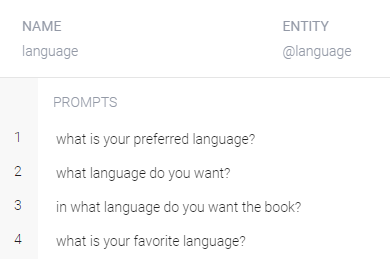 NAME ENTITY
language @language
PROMPTS
1 what is your preferred language?
2 what language do you want?
3 in what language do you want the book?
4 what is your favorite language?